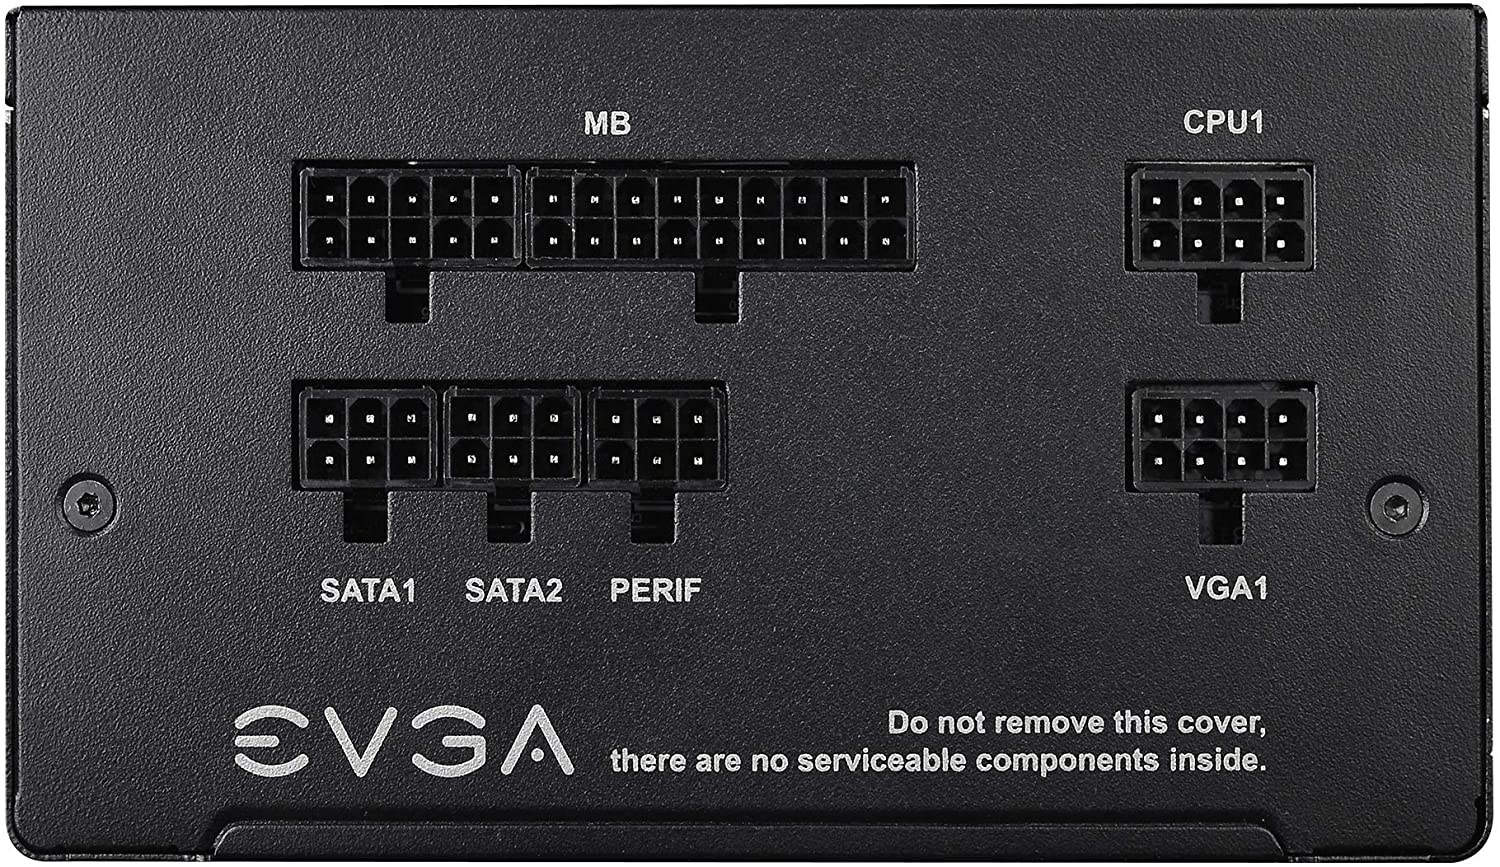 MB
CPU1
SATA1
SATA2
PERIF
VGA1
EVGA
Do not remove this cover,
there are no serviceable components inside.